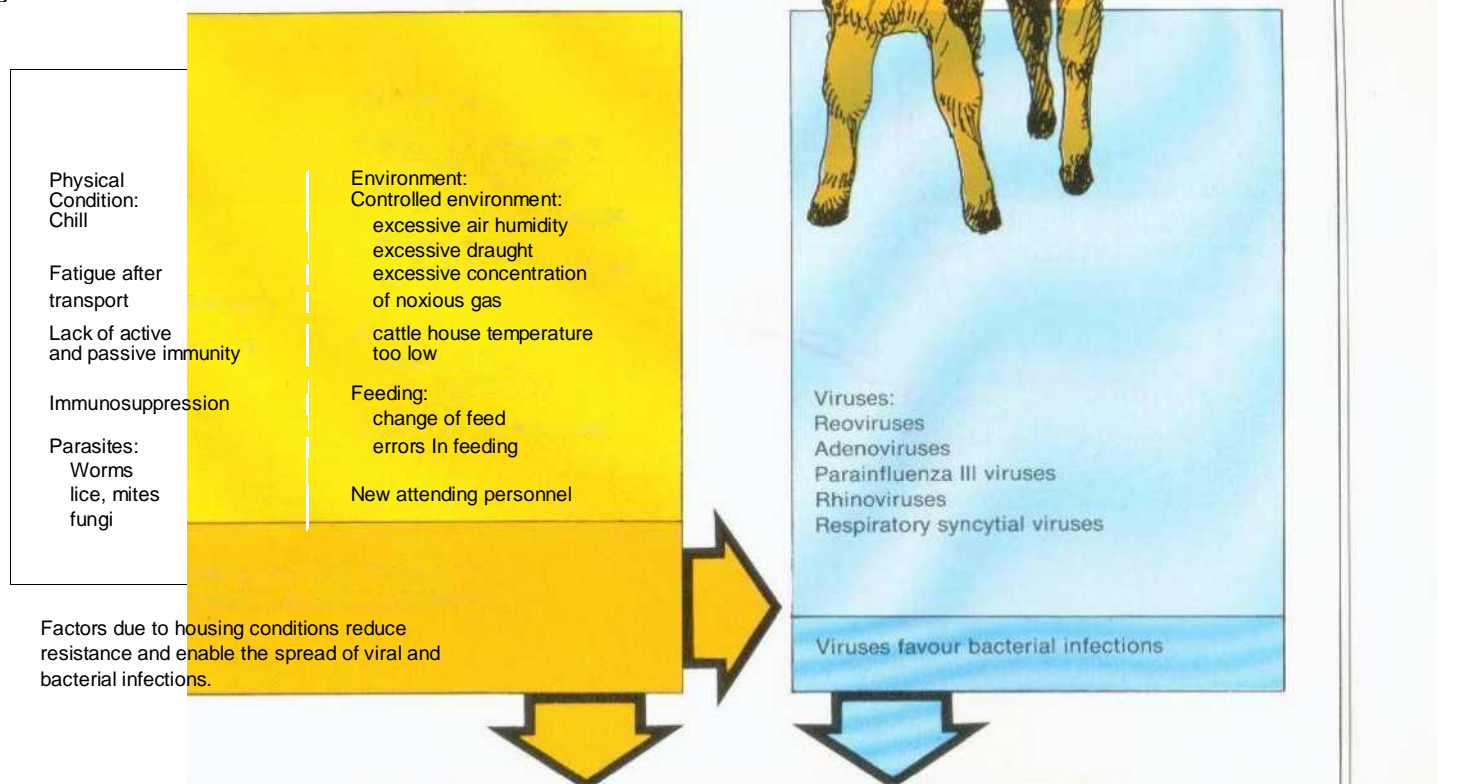 Physical
Condition:
Chill
Fatigue after
transport
Lack of active
and passive immunity
Immunosuppression
Parasites:
Worms
lice, mites
fungi
Environment:
Controlled environment:
excessive air humidity
excessive draught
excessive concentration
of noxious gas
cattle house temperature
too low
Feeding:
change of feed
errors In feeding
New attending personnel
Factors due to housing conditions reduce
resistance and enable the spread of viral and
bacterial infections.
Viruses:
Reoviruses
Adenoviruses
Parainfluenza III viruses
Rhinoviruses
Respiratory syncytial viruses
Viruses favour bacterial infections